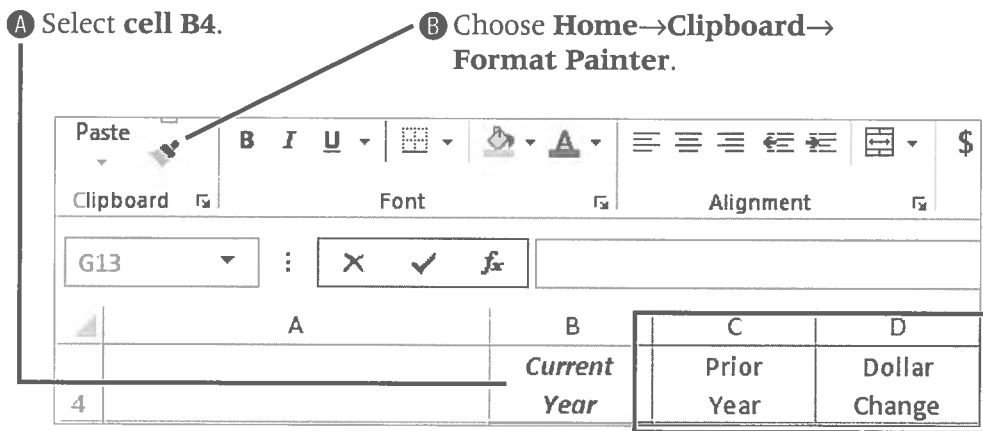 A Select cell B4.
B Choose Home→Clipboard→
Format Painter.
Paste
B I U A $
Clipboard Font Alignment
G13 fx
A B C D
Current Prior Dollar
4 Year Year Change